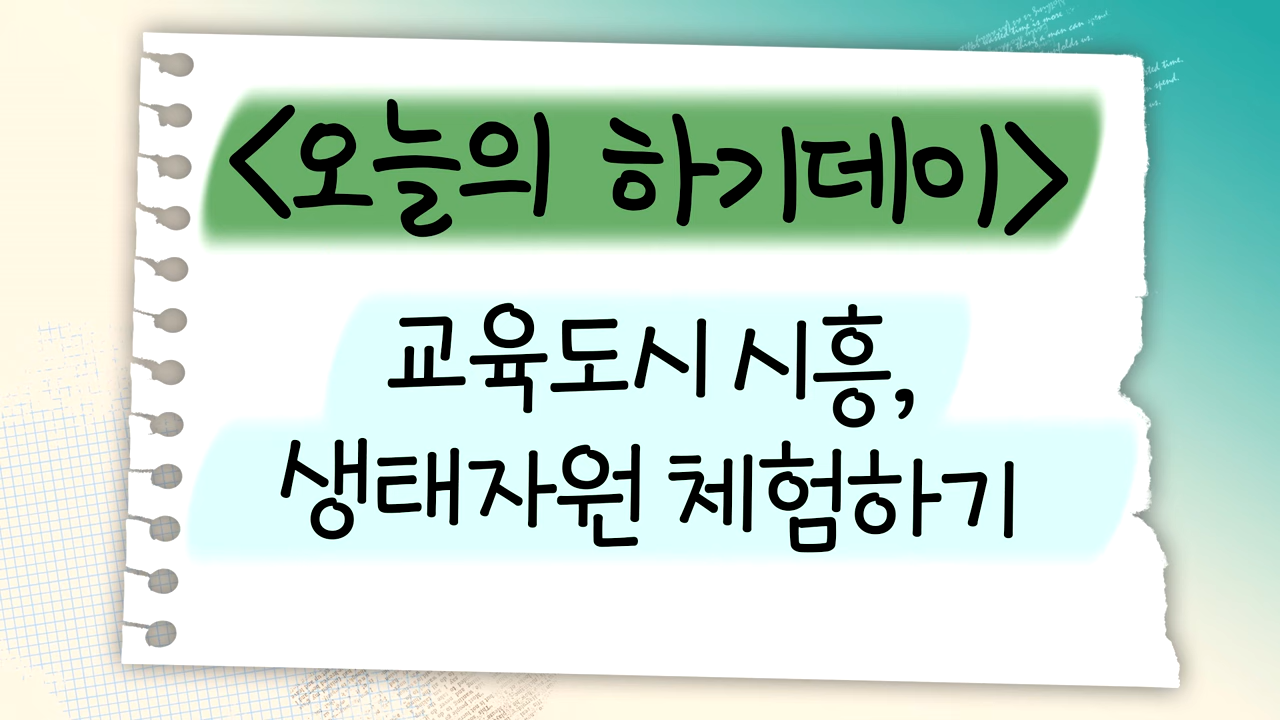 <오늘의 하기데이>
교육도시 시흥,
생태자원 체험하기